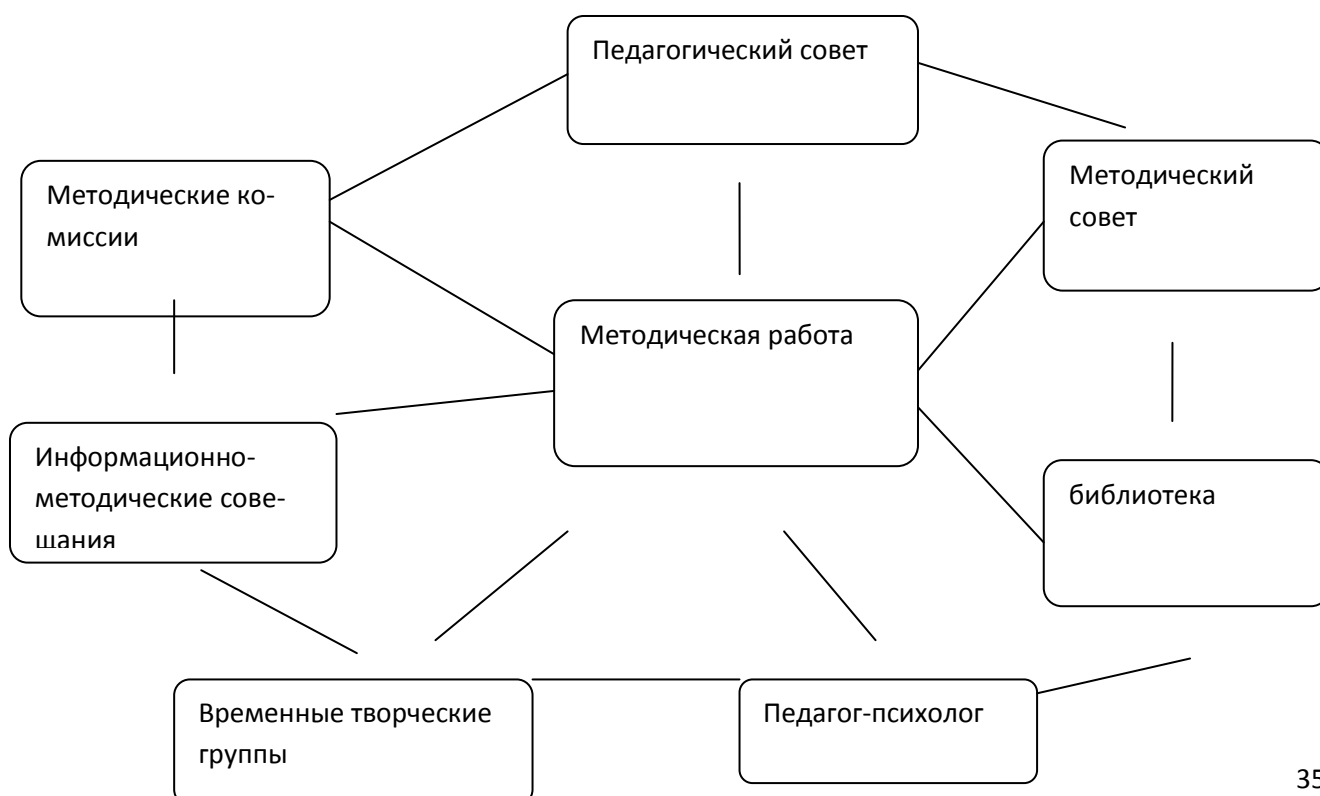 Педагогический совет
Методические ко-
миссии
Методический
совет
Методическая работа
Информационно-
методические сове-
щания
библиотека
Временные творческие
группы
Педагог-психолог
35